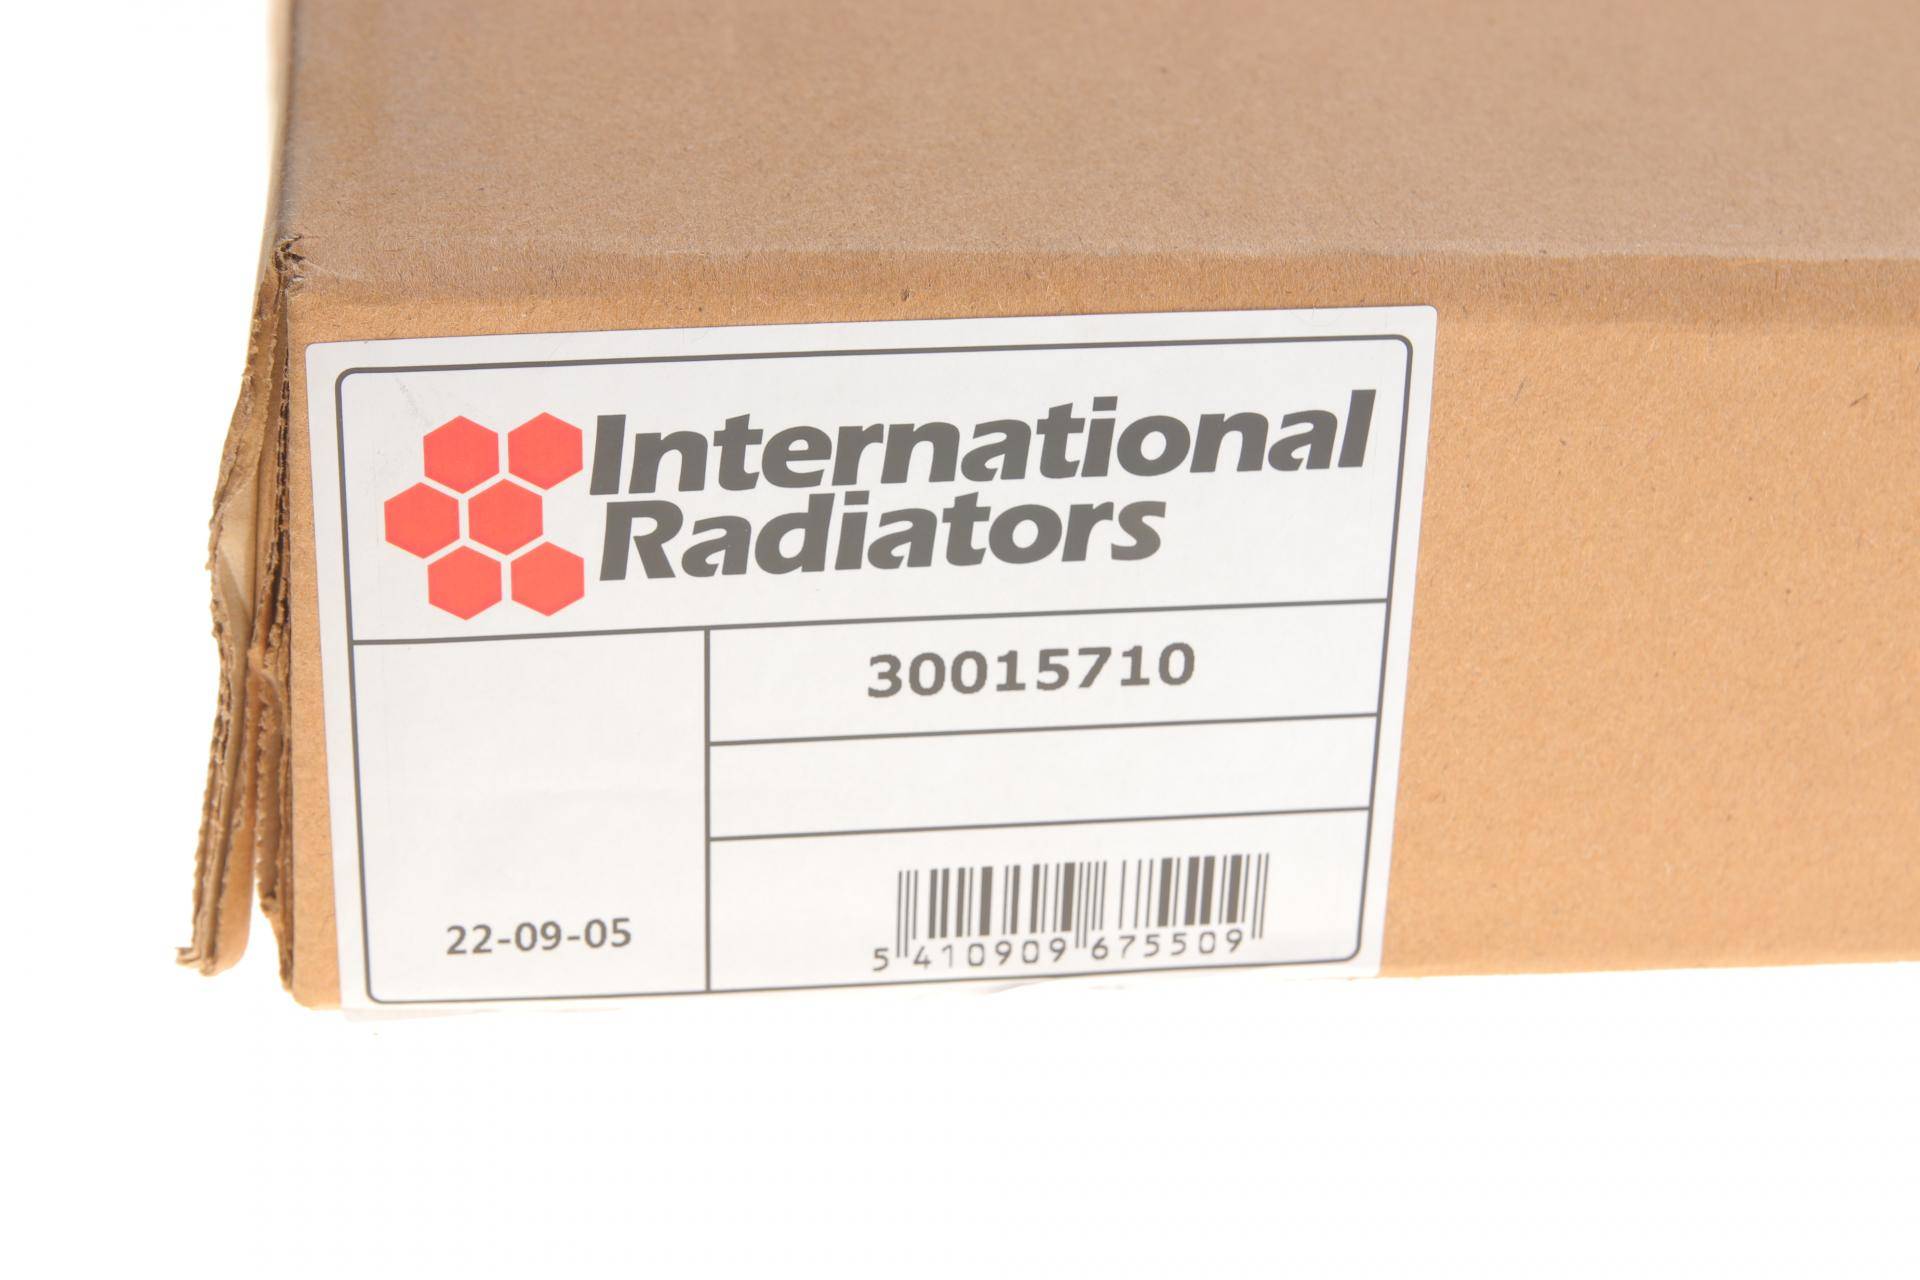 International
Radiators
30015710
22-09-05
5 410909 675509